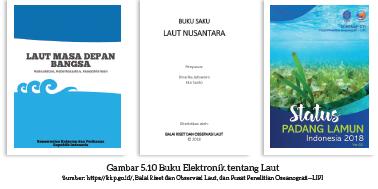 LAUT MASA DEPAN
BANGSA
Kementerian Kelautan dan Perikanan
Republik Indonesia
BUKU SAKU
LAUT NUSANTARA
Penyusun:
Diterbitkan oleh:
BALAI RISET DAN OBSERVASI LAUT
© 2018
Status
PADANG LAMUN
Indonesia 2018
Gambar 5.10 Buku Elektronik tentang Laut
Sumber: https://kkp.go.id/, Balai Riset dan Observasi Laut, dan Pusat Penelitian Oseanografi—LIPI